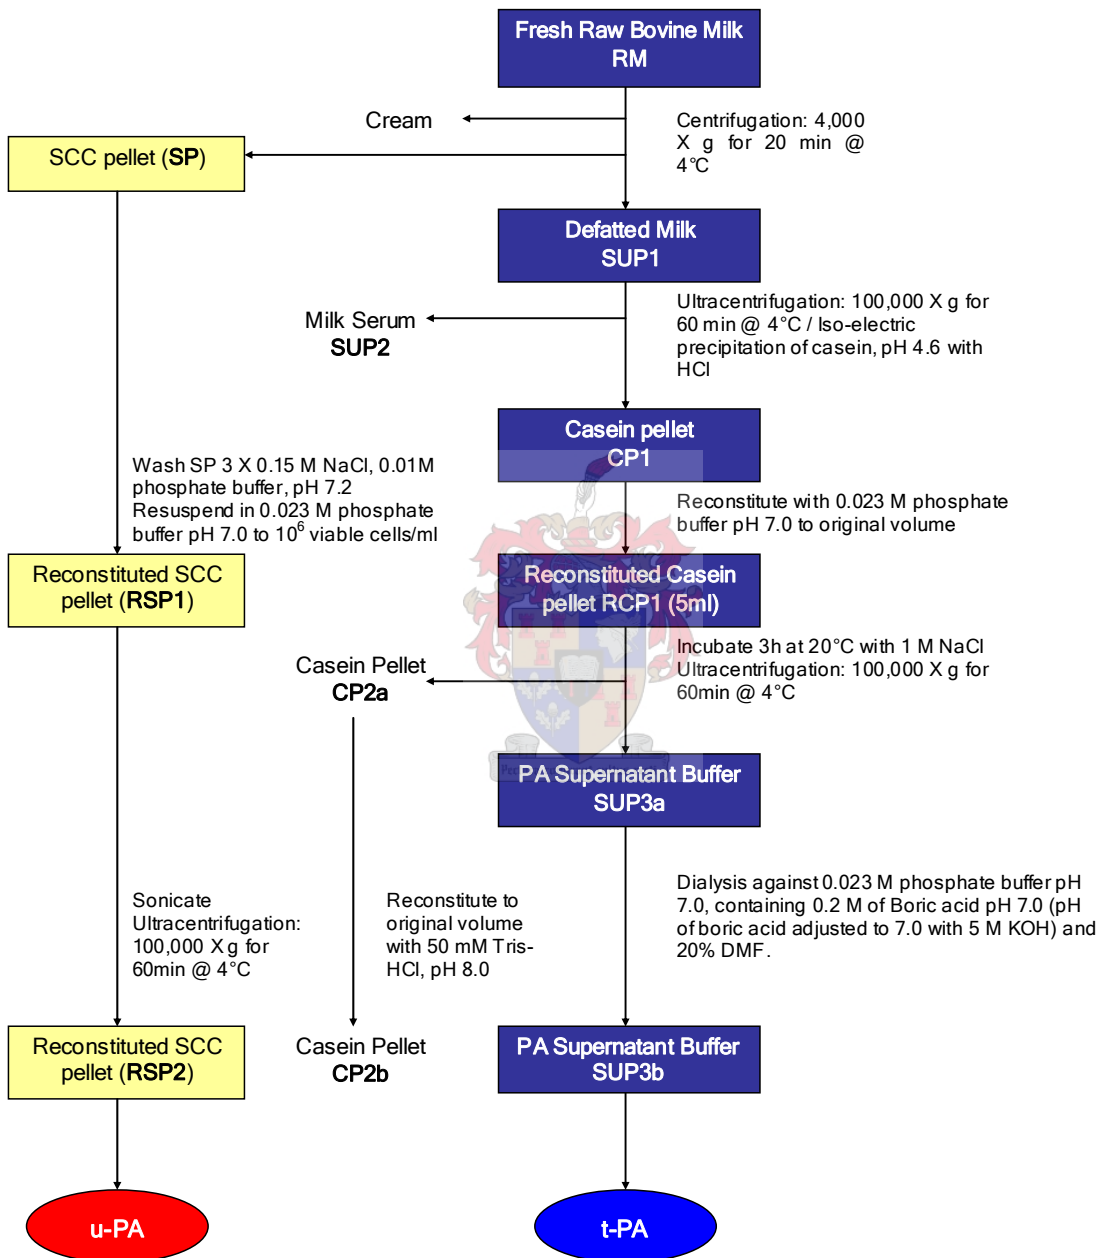 Fresh Raw Bovine Milk
RM
Cream
Centrifugation: 4,000
X g for 20 min @
4°C
SCC pellet (SP)
Defatted Milk
SUP1
Milk Serum
SUP2
Ultracentrifugation: 100,000 X g for
60 min @ 4°C / Iso-electric
precipitation of casein, pH 4.6 with
HCl
Casein pellet
CP1
Wash SP 3 X 0.15 M NaCl, 0.01M
phosphate buffer, pH 7.2
Resuspend in 0.023 M phosphate
buffer pH 7.0 to 10⁶ viable cells/ml
Reconstitute with 0.023 M phosphate
buffer pH 7.0 to original volume
Reconstituted SCC
pellet (RSP1)
Reconstituted Casein
pellet RCP1 (5ml)
Casein Pellet
CP2a
Incubate 3h at 20°C with 1 M NaCl
Ultracentrifugation: 100,000 X g for
60min @ 4°C
PA Supernatant Buffer
SUP3a
Sonicate
Ultracentrifugation:
100,000 X g for
60min @ 4°C
Reconstitute to
original volume
with 50 mM Tris-
HCl, pH 8.0
Dialysis against 0.023 M phosphate buffer pH
7.0, containing 0.2 M of Boric acid pH 7.0 (pH
of boric acid adjusted to 7.0 with 5 M KOH) and
20% DMF.
Reconstituted SCC
pellet (RSP2)
Casein Pellet
CP2b
PA Supernatant Buffer
SUP3b
u-PA
t-PA